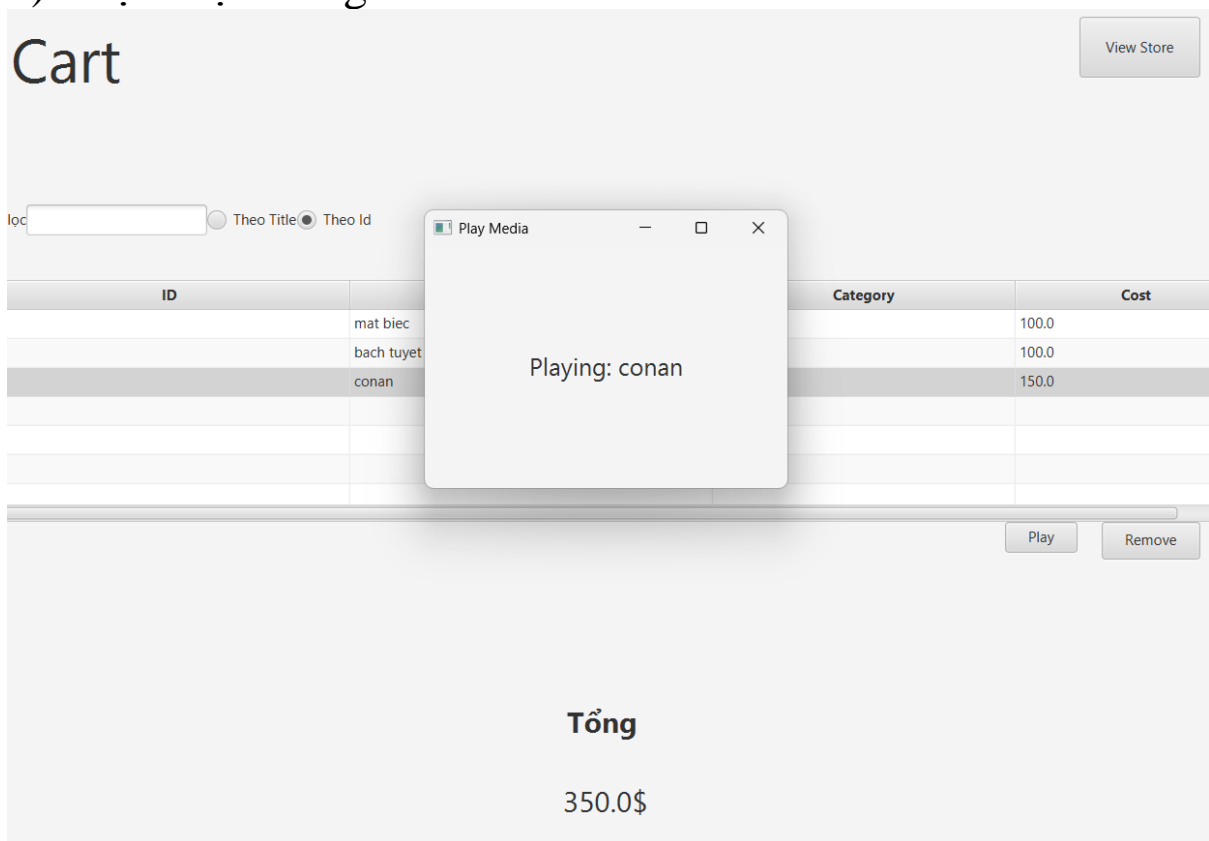 Cart
View Store
lọc Theo Title Theo Id
Play Media
ID Category Cost
mat biec 100.0
bach tuyet 100.0
conan 150.0
Playing: conan
Play Remove
Tổng
350.0$